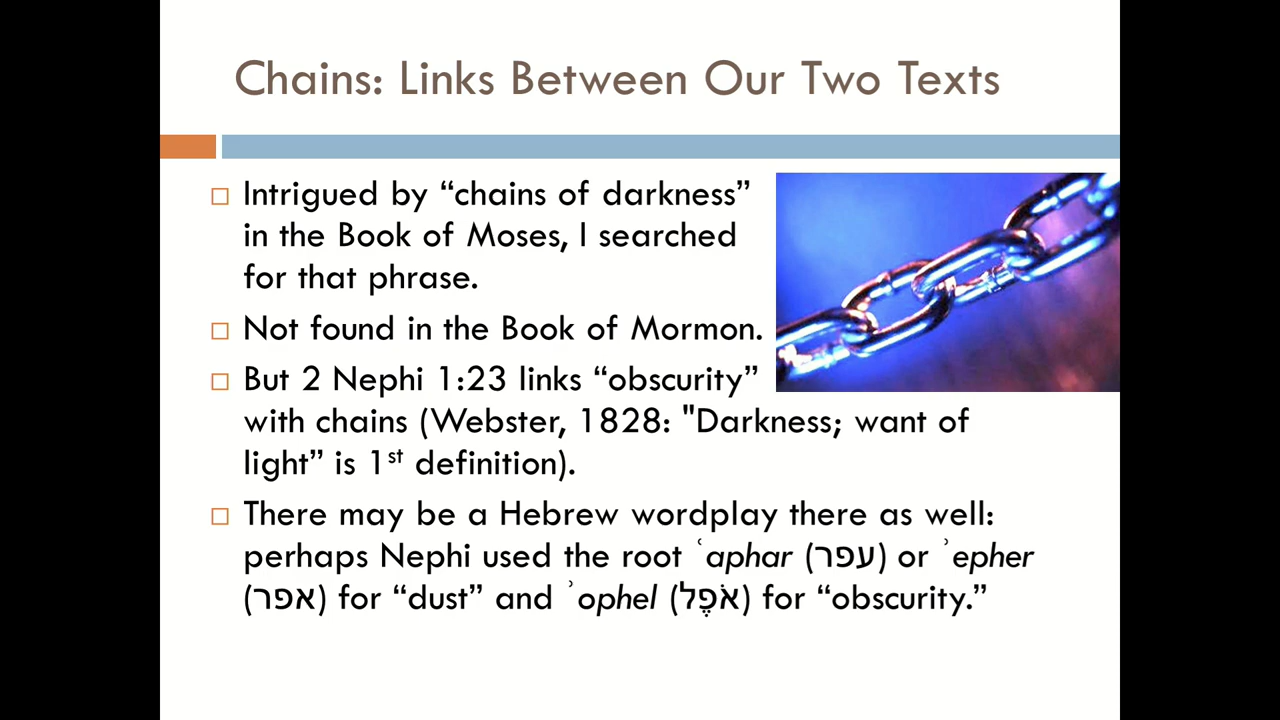 Chains: Links Between Our Two Texts
Intrigued by “chains of darkness”
in the Book of Moses, I searched
for that phrase.
Not found in the Book of Mormon.
But 2 Nephi 1:23 links “obscurity”
with chains (Webster, 1828: "Darkness; want of
light” is 1st definition).
There may be a Hebrew wordplay there as well:
perhaps Nephi used the root ʿaphar (עפר) or ʾepher
(אפר) for “dust” and ʾophel (אֹפֶל) for “obscurity.”